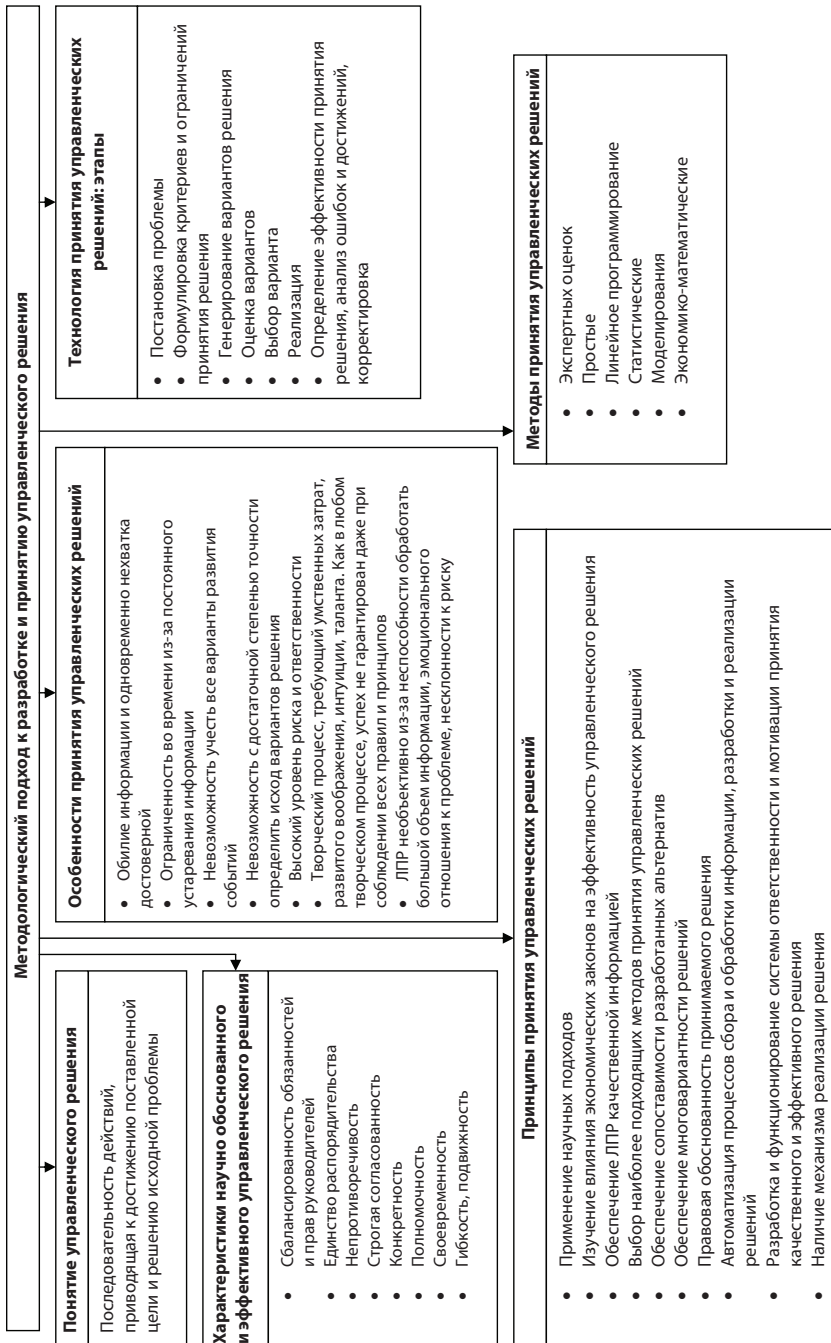 Методологический подход к разработке и принятию управленческого решения
Понятие управленческого решения
Последовательность действий,
приводящая к достижению поставленной
цели и решению исходной проблемы
Характеристики научно обоснованного
и эффективного управленческого решения
• Сбалансированность обязанностей
и прав руководителей
• Единство распорядительства
• Непротиворечивость
• Строгая согласованность
• Конкретность
• Полномочность
• Своевременность
• Гибкость, подвижность
Особенности принятия управленческих решений
• Обилие информации и одновременно нехватка
достоверной
• Ограниченность во времени из-за постоянного
устаревания информации
• Невозможность учесть все варианты развития
событий
• Невозможность с достаточной степенью точности
определить исход вариантов решения
• Высокий уровень риска и ответственности
• Творческий процесс, требующий умственных затрат,
развитого воображения, интуиции, таланта. Как в любом
творческом процессе, успех не гарантирован даже при
соблюдении всех правил и принципов
• ЛПР необъективно из-за неспособности обработать
большой объем информации, эмоционального
отношения к проблеме, несклонности к риску
Технология принятия управленческих
решений: этапы
• Постановка проблемы
• Формулировка критериев и ограничений
принятия решения
• Генерирование вариантов решения
• Оценка вариантов
• Выбор варианта
• Реализация
• Определение эффективности принятия
решения, анализ ошибок и достижений,
корректировка
Принципы принятия управленческих решений
• Применение научных подходов
• Изучение влияния экономических законов на эффективность управленческого решения
• Обеспечение ЛПР качественной информацией
• Выбор наиболее подходящих методов принятия управленческих решений
• Обеспечение сопоставимости разработанных альтернатив
• Обеспечение многовариантности решений
• Правовая обоснованность принимаемого решения
• Автоматизация процессов сбора и обработки информации, разработки и реализации
решений
• Разработка и функционирование системы ответственности и мотивации принятия
качественного и эффективного решения
• Наличие механизма реализации решения
Методы принятия управленческих решений
• Экспертных оценок
• Простые
• Линейное программирование
• Статистические
• Моделирования
• Экономико-математические